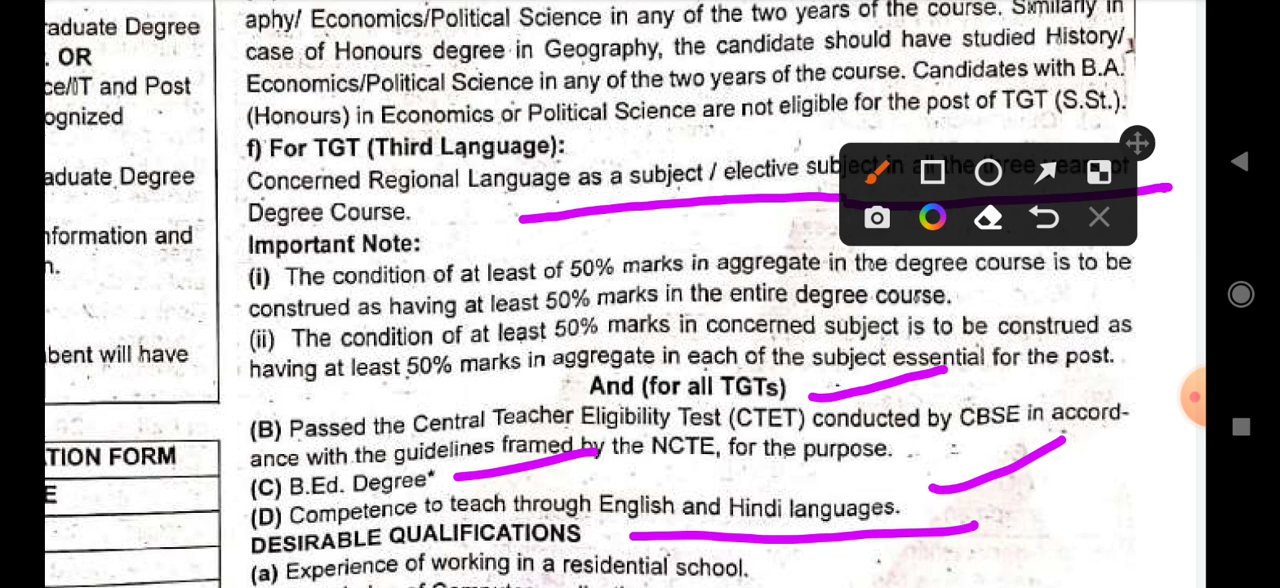 raduate Degree
. OR
ce/IT and Post
ognized
aduate Degree
nformation and
n.
bent will have
TION FORM
E
aphy/ Economics/Political Science in any of the two years of the course. Similarly in
case of Honours degree in Geography, the candidate should have studied History/
Economics/Political Science in any of the two years of the course. Candidates with B.A.
(Honours) in Economics or Political Science are not eligible for the post of TGT (S.St.).
f) For TGT (Third Language):
Concerned Regional Language as a subject / elective subject in all the three years of
Degree Course.
Important Note:
(i) The condition of at least of 50% marks in aggregate in the degree course is to be
construed as having at least 50% marks in the entire degree course.
(ii) The condition of at least 50% marks in concerned subject is to be construed as
having at least 50% marks in aggregate in each of the subject essential for the post.
And (for all TGTs)
(B) Passed the Central Teacher Eligibility Test (CTET) conducted by CBSE in accord-
ance with the guidelines framed by the NCTE, for the purpose.
(C) B.Ed. Degree*
(D) Competence to teach through English and Hindi languages.
DESIRABLE QUALIFICATIONS
(a) Experience of working in a residential school.